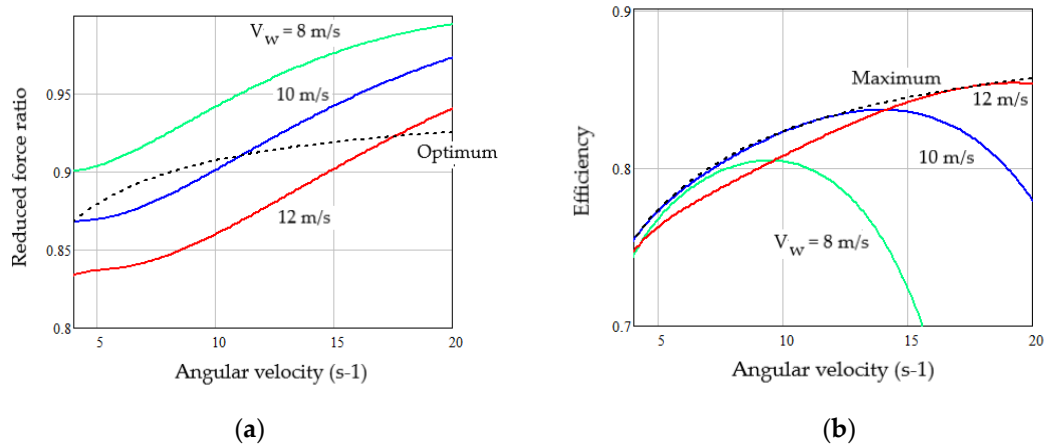 Reduced force ratio
0.95
0.9
0.85
0.8
V_w = 8 m/s
10 m/s
Optimum
12 m/s
5
10
15
20
Angular velocity (s-1)
(a)
Efficiency
0.9
0.8
0.7
Maximum
12 m/s
10 m/s
V_w = 8 m/s
5
10
15
20
Angular velocity (s-1)
(b)